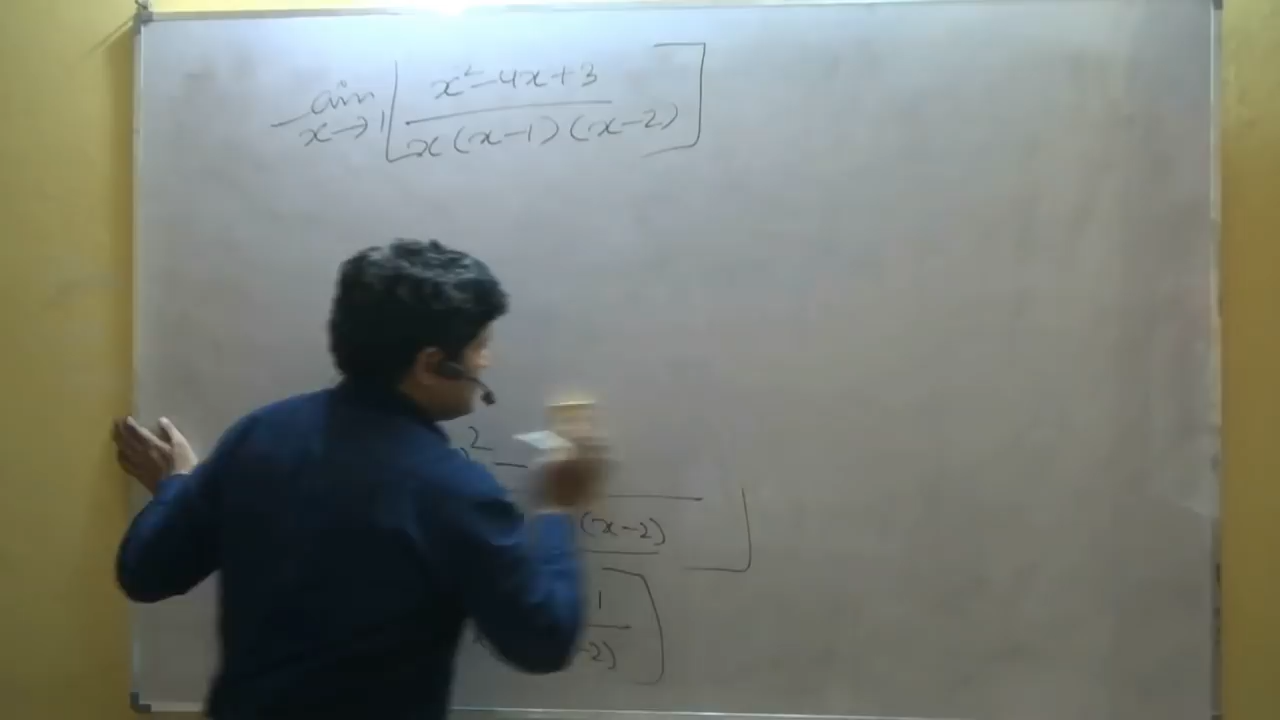 lim x→1 [ x²-4x+3 / x(x-1)(x-2) ]
2 -
(x-2) ]
1
-2) ]